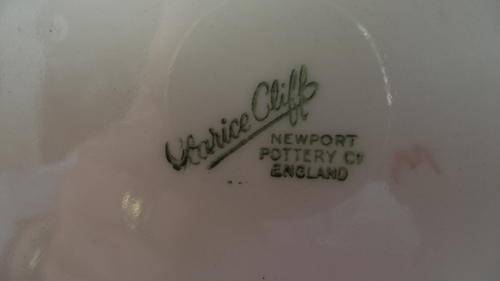 Clarice Cliff
NEWPORT
POTTERY Co
ENGLAND